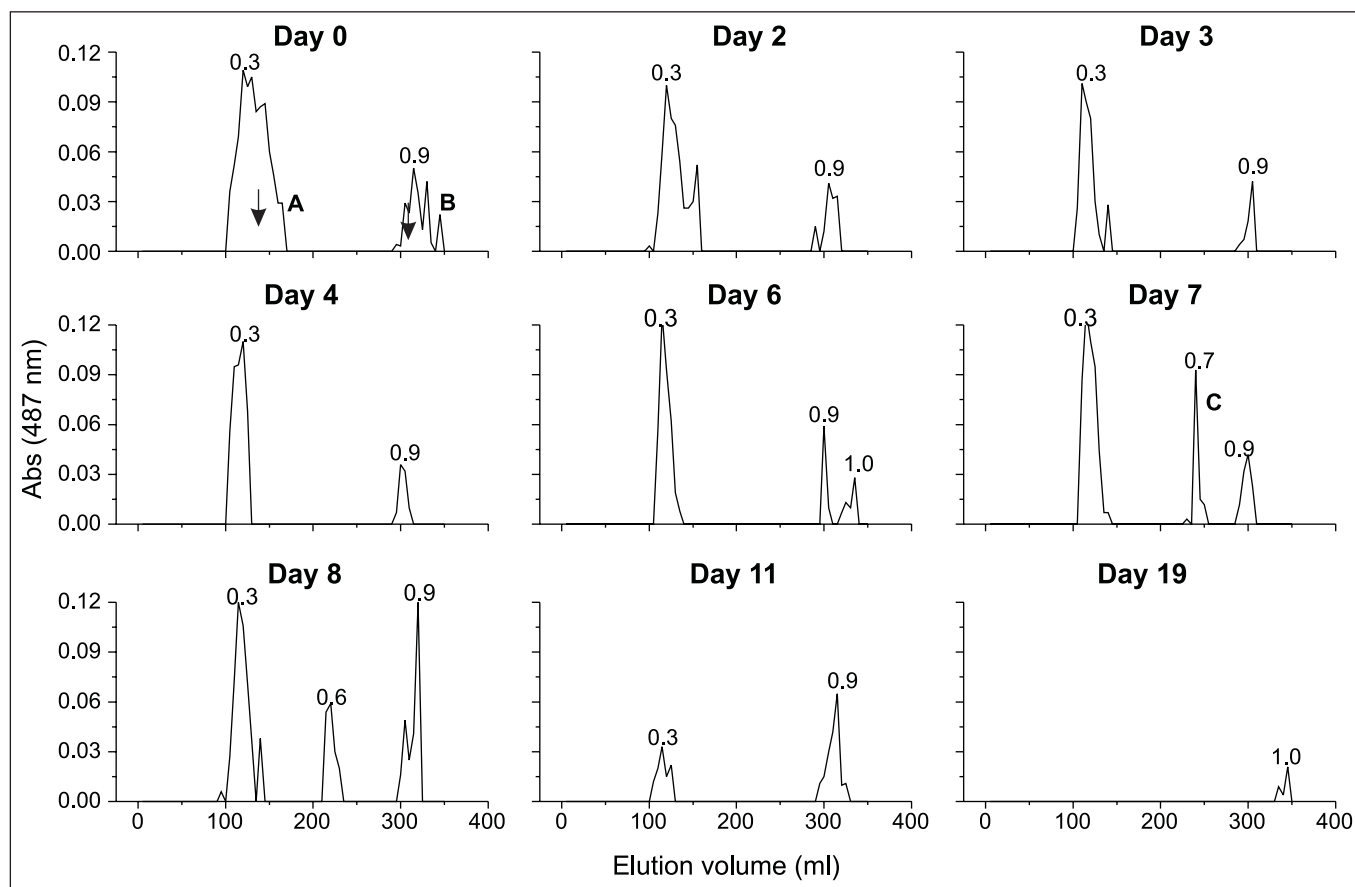 Day 0
Day 2
Day 3
0.12
0.09
0.06
0.03
0.00
0.3
A
0.9
B
0.3
0.9
0.3
0.9
Day 4
Day 6
Day 7
0.12
0.09
0.06
0.03
0.00
0.3
0.9
0.3
0.9
1.0
0.3
0.7
C
0.9
Abs (487 nm)
Day 8
Day 11
Day 19
0.12
0.09
0.06
0.03
0.00
0.3
0.6
0.9
0.3
0.9
1.0
0 100 200 300 400
0 100 200 300 400
0 100 200 300 400
Elution volume (ml)